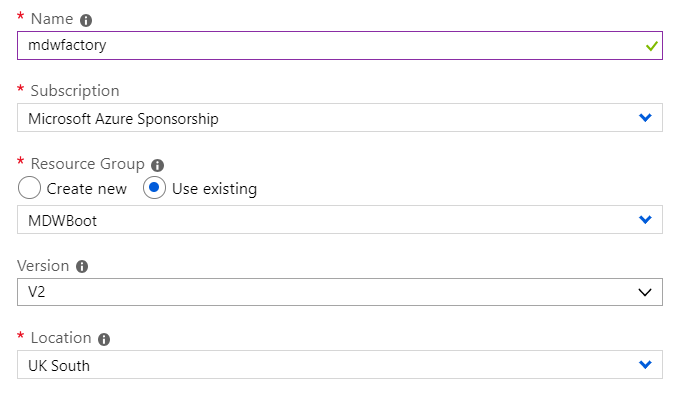 * Name
mdwfactory
* Subscription
Microsoft Azure Sponsorship
* Resource Group
Create new Use existing
MDWBoot
Version
V2
* Location
UK South